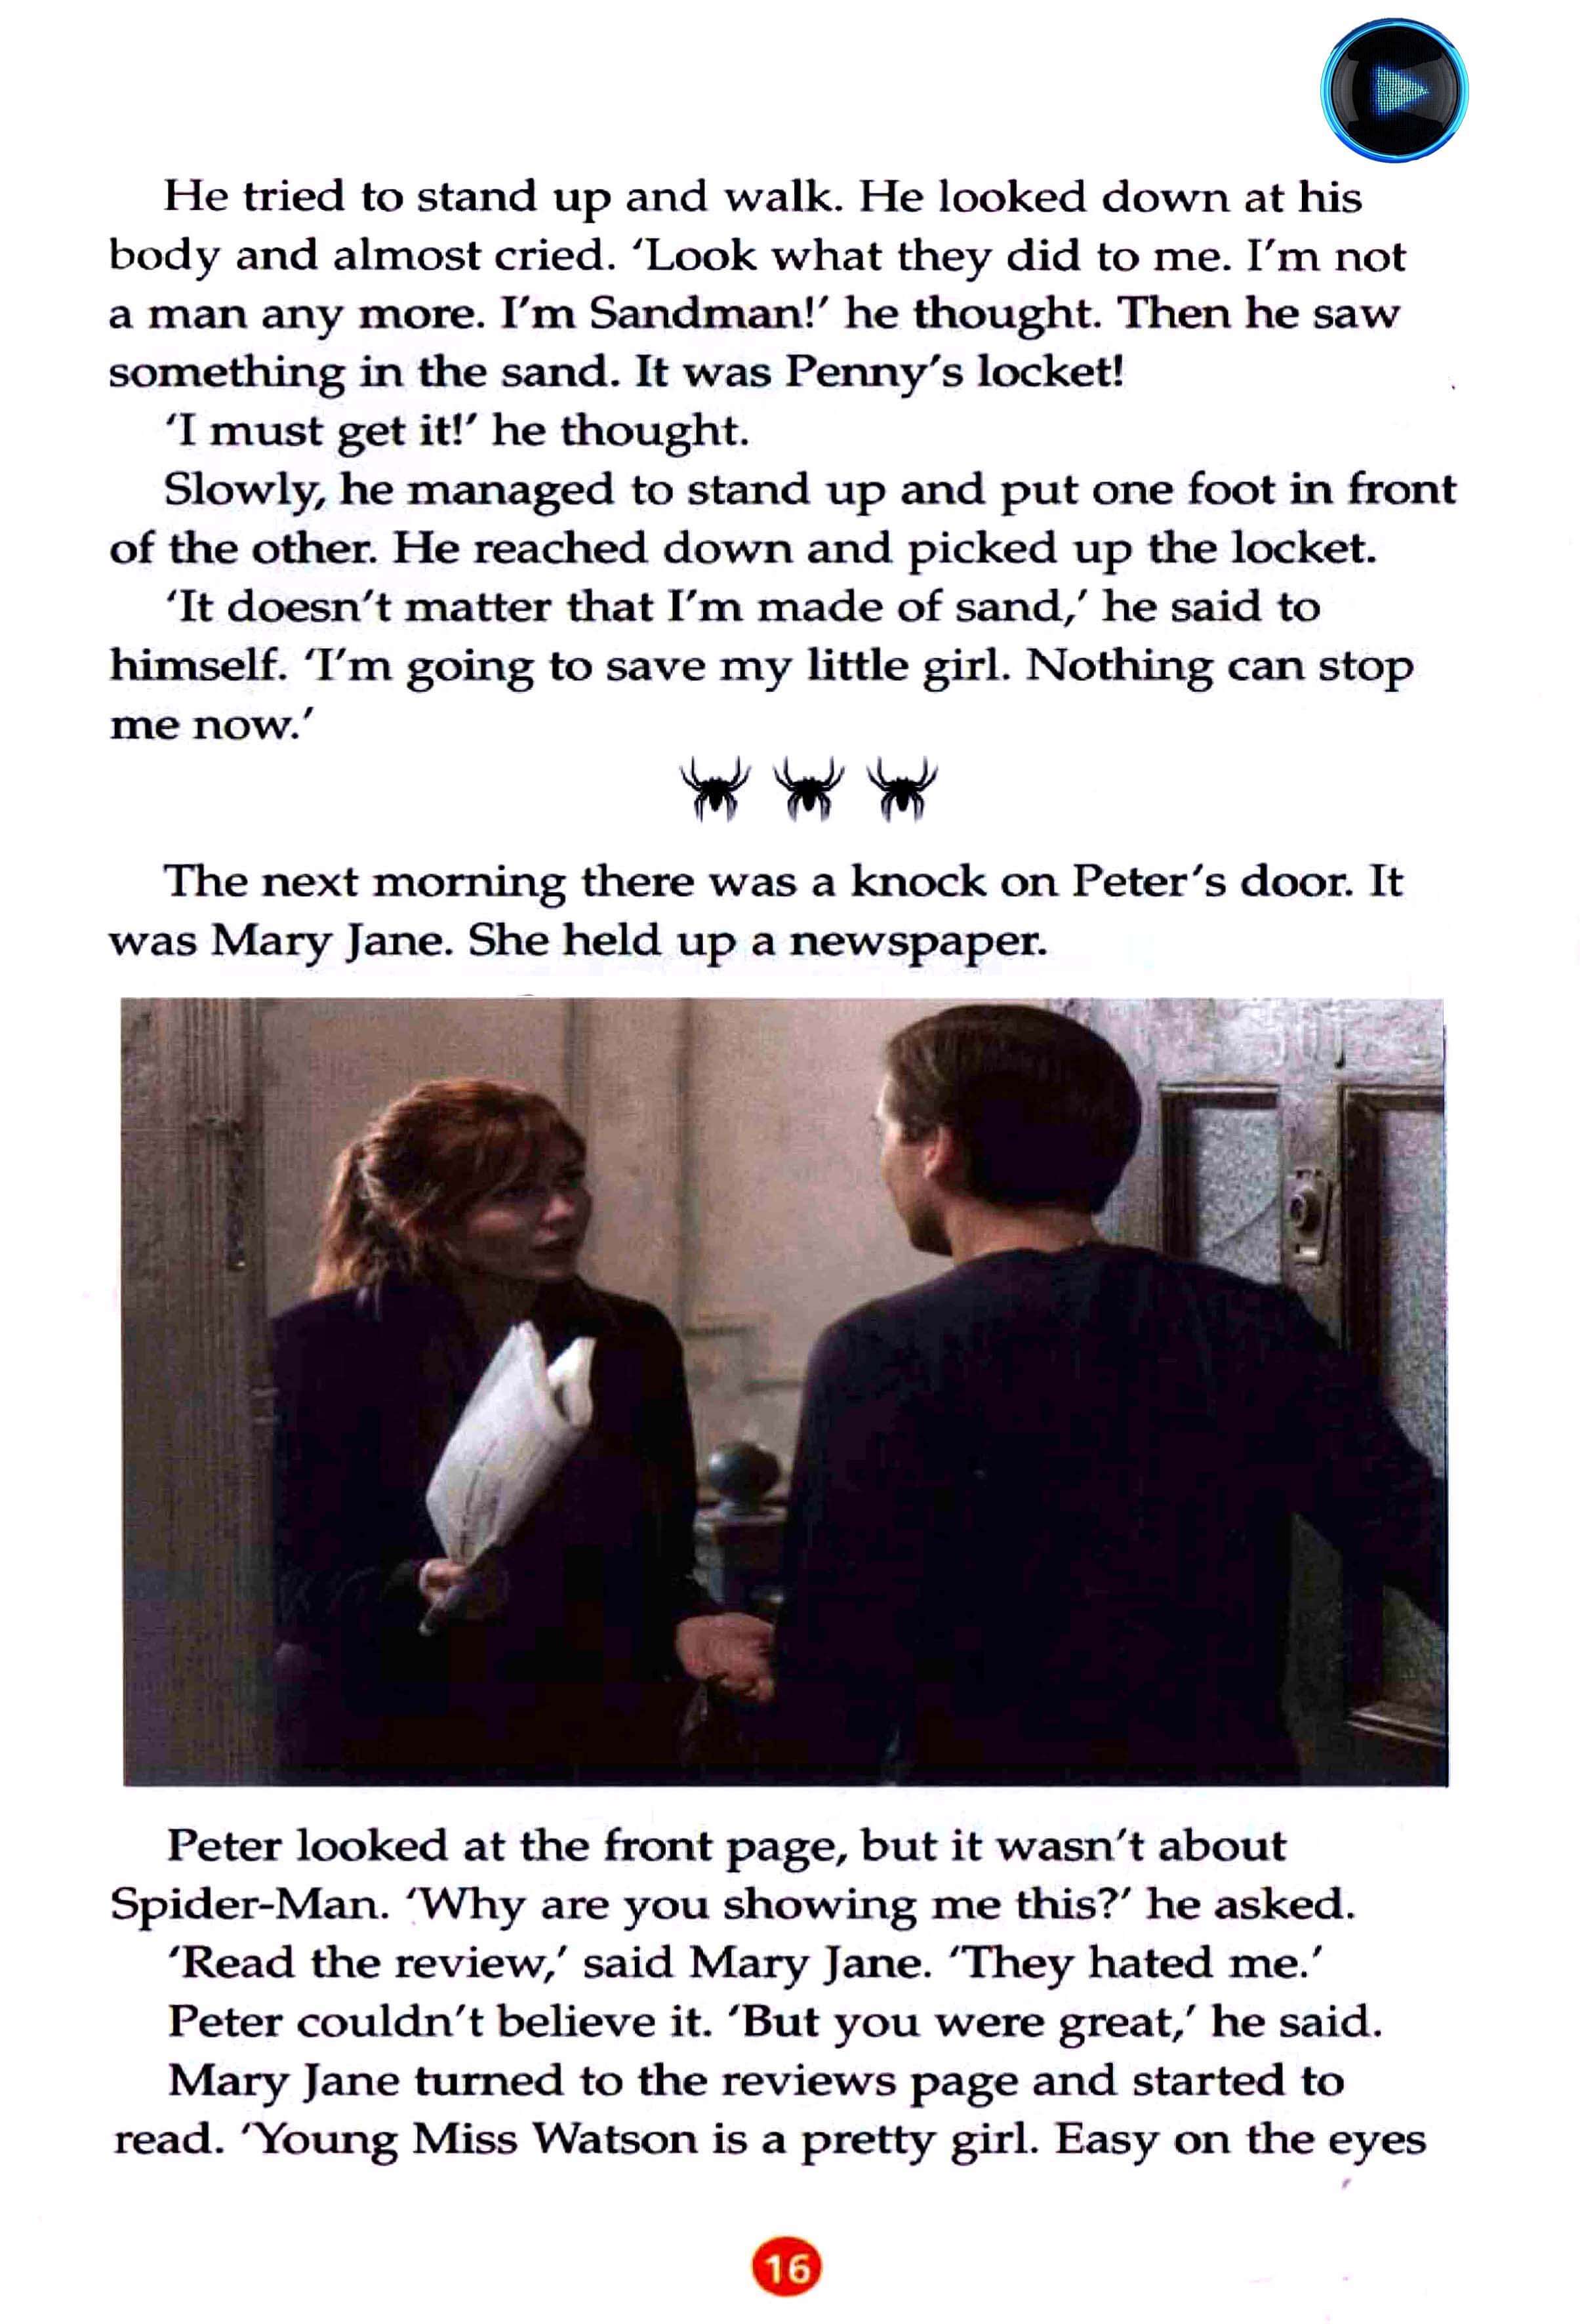 He tried to stand up and walk. He looked down at his
body and almost cried. ‘Look what they did to me. I’m not
a man any more. I’m Sandman!’ he thought. Then he saw
something in the sand. It was Penny’s locket!
‘I must get it!’ he thought.
Slowly, he managed to stand up and put one foot in front
of the other. He reached down and picked up the locket.
‘It doesn’t matter that I’m made of sand,’ he said to
himself. ‘I’m going to save my little girl. Nothing can stop
me now.’
The next morning there was a knock on Peter’s door. It
was Mary Jane. She held up a newspaper.
Peter looked at the front page, but it wasn’t about
Spider-Man. ‘Why are you showing me this?’ he asked.
‘Read the review,’ said Mary Jane. ‘They hated me.’
Peter couldn’t believe it. ‘But you were great,’ he said.
Mary Jane turned to the reviews page and started to
read. ‘Young Miss Watson is a pretty girl. Easy on the eyes
16